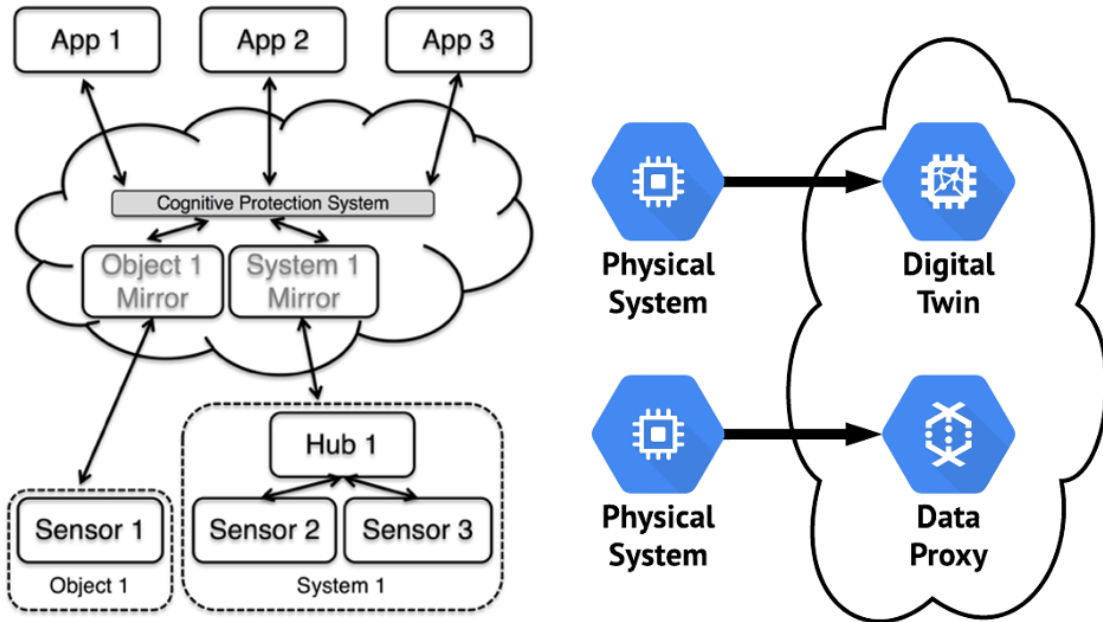 App 1
App 2
App 3
Cognitive Protection System
Object 1
Mirror
System 1
Mirror
Hub 1
Sensor 1
Sensor 2
Sensor 3
Object 1
System 1
Physical
System
Digital
Twin
Physical
System
Data
Proxy